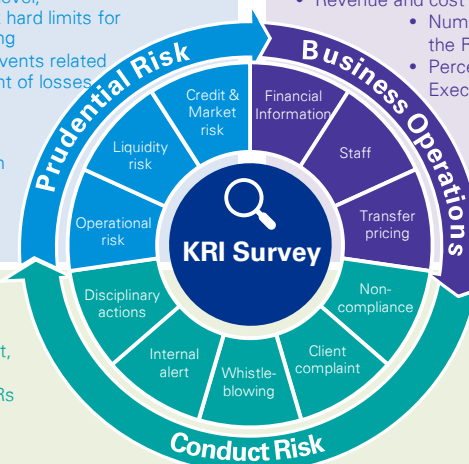 hard limits for
vents related
nt of losses
Revenue and cost
• Num
the F
• Perce
Exec
Prudential Risk
Business Operations
Conduct Risk
Credit &
Market
risk
Liquidity
risk
Operational
risk
Financial
Information
Staff
Transfer
pricing
KRI Survey
Disciplinary
actions
Internal
alert
Whistle-
blowing
Client
complaint
Non-
compliance
Rs